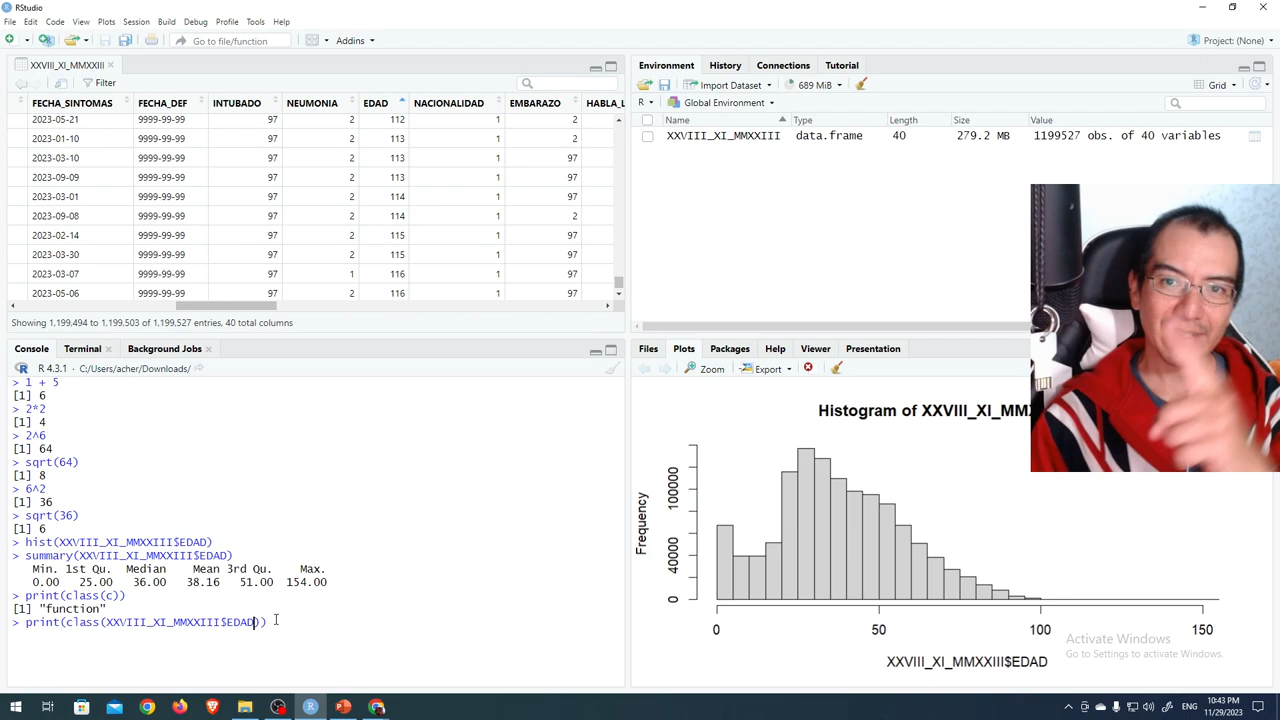 RStudio
File Edit Code View Plots Session Build Debug Profile Tools Help
Go to file/function
Addins
Project: (None)
XXVIII_XI_MMXXIII
Filter
FECHA_SINTOMAS FECHA_DEF INTUBADO NEUMONIA EDAD NACIONALIDAD EMBARAZO HABLA_L
2023-05-21 9999-99-99 97 2 112 1 2
2023-01-10 9999-99-99 97 2 113 1 2
2023-03-10 9999-99-99 97 2 113 1 97
2023-09-09 9999-99-99 97 2 113 1 97
2023-03-01 9999-99-99 97 2 114 1 97
2023-09-08 9999-99-99 97 2 114 1 2
2023-02-14 9999-99-99 97 2 115 1 97
2023-03-30 9999-99-99 97 2 115 1 97
2023-03-07 9999-99-99 97 1 116 1 97
2023-05-06 9999-99-99 97 2 116 1 97
Showing 1,199,494 to 1,199,503 of 1,199,527 entries, 40 total columns
Console Terminal Background Jobs
R 4.3.1 · C:/Users/acher/Downloads/
> 1 + 5
[1] 6
> 2*2
[1] 4
> 2^6
[1] 64
> sqrt(64)
[1] 8
> 6^2
[1] 36
> sqrt(36)
[1] 6
> hist(XXVIII_XI_MMXXIII$EDAD)
> summary(XXVIII_XI_MMXXIII$EDAD)
Min. 1st Qu. Median Mean 3rd Qu. Max.
0.00 25.00 36.00 38.16 51.00 154.00
> print(class(c))
[1] "function"
> print(class(XXVIII_XI_MMXXIII$EDAD))
Environment History Connections Tutorial
Import Dataset 689 MiB Grid
R Global Environment
Name Type Length Size Value
XXVIII_XI_MMXXIII data.frame 40 279.2 MB 1199527 obs. of 40 variables
Files Plots Packages Help Viewer Presentation
Zoom Export
Histogram of XXVIII_XI_MMX
Frequency
0 40000 100000
0 50 100 150
XXVIII_XI_MMXXIII$EDAD
Activate Windows
Go to Settings to activate Windows.
ENG
10:43 PM
11/29/2023